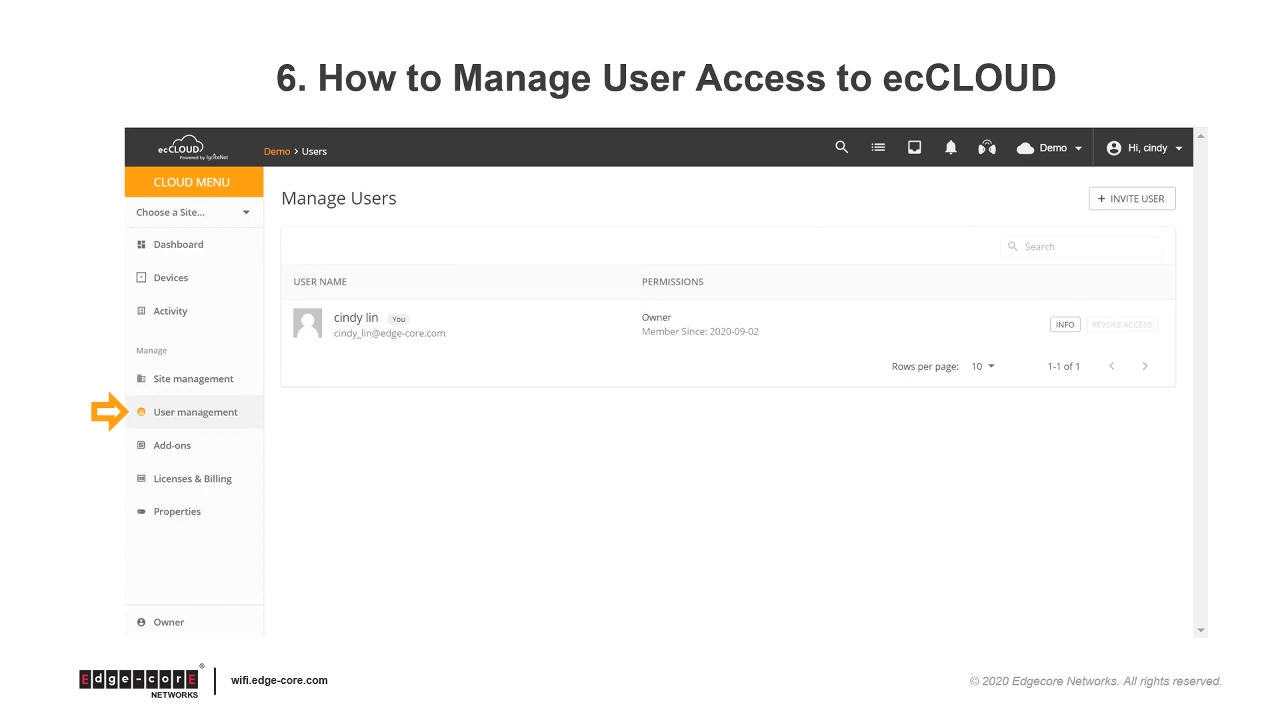 6. How to Manage User Access to ecCLOUD
ecCLOUD
Powered by IgniteNet
Demo > Users
Demo
Hi, cindy
CLOUD MENU
Choose a Site...
Manage Users
+ INVITE USER
Dashboard
Search
Devices
USER NAME
PERMISSIONS
Activity
cindy lin You
cindy_lin@edge-core.com
Owner
Member Since: 2020-09-02
INFO
REVOKE ACCESS
Manage
Rows per page: 10
1-1 of 1
Site management
User management
Add-ons
Licenses & Billing
Properties
Owner
Edge-corE®
NETWORKS
wifi.edge-core.com
© 2020 Edgecore Networks. All rights reserved.